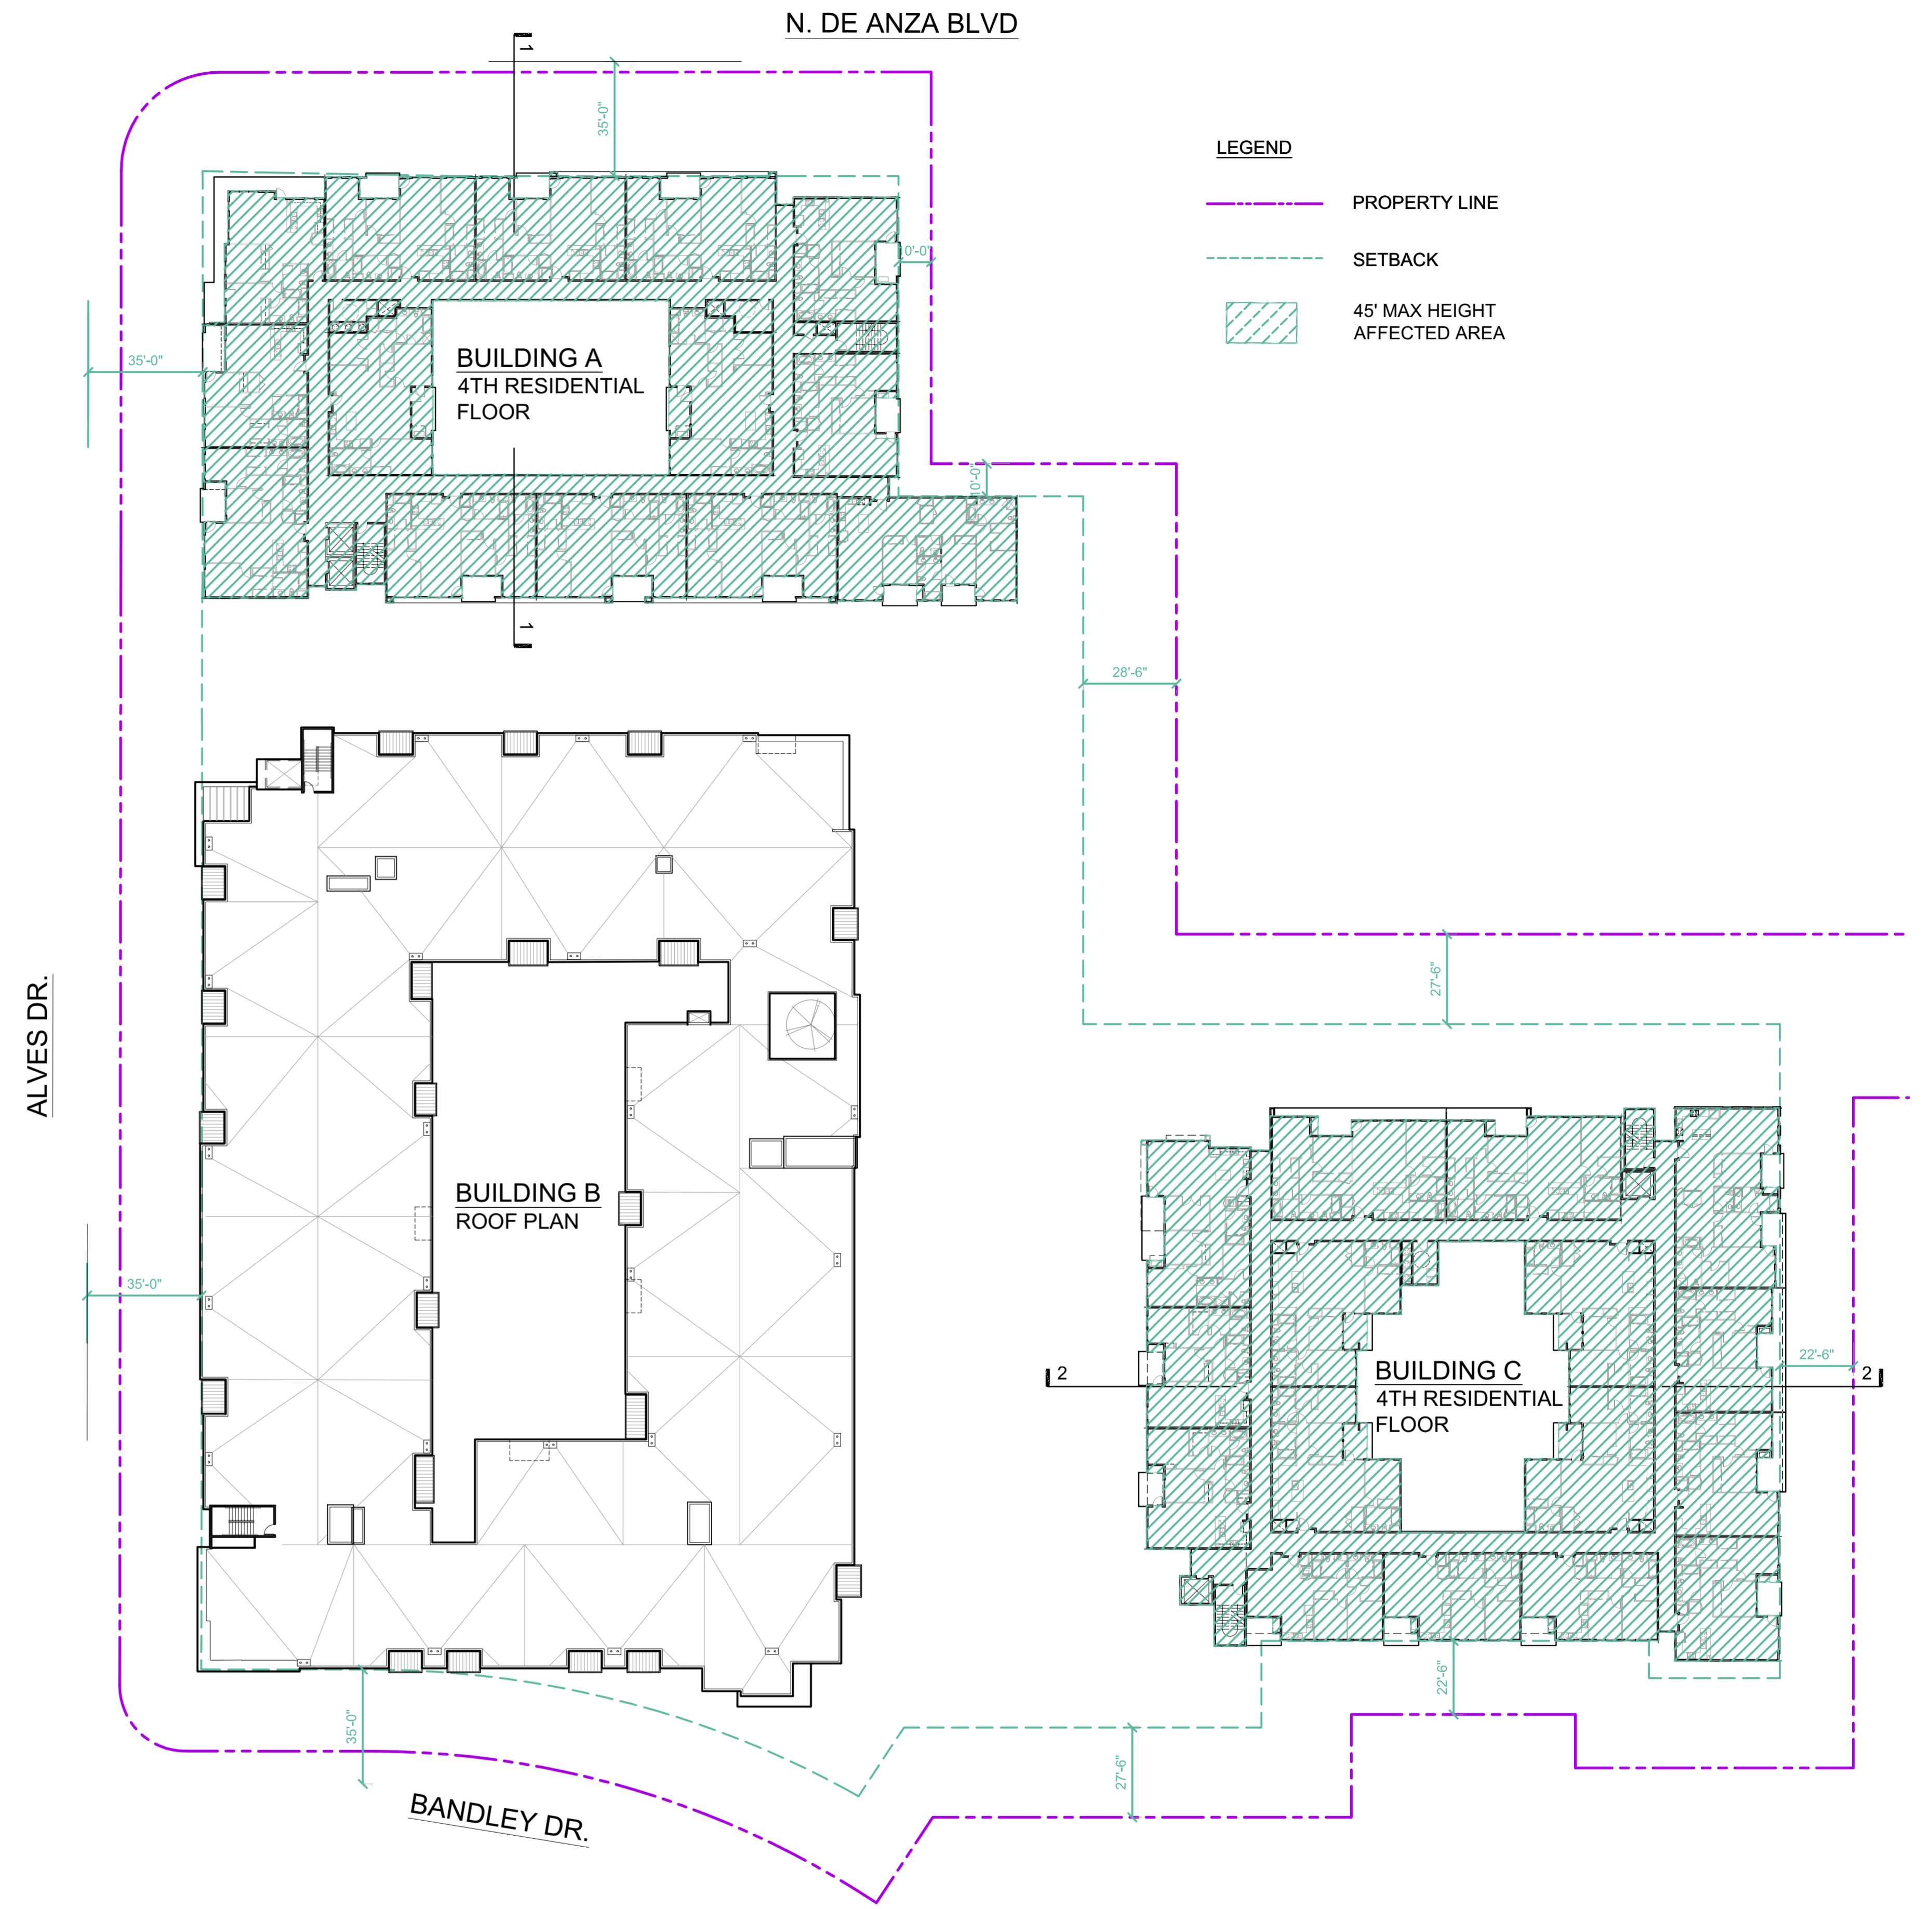 N. DE ANZA BLVD
1
35'-0"
LEGEND
PROPERTY LINE
SETBACK
45' MAX HEIGHT
AFFECTED AREA
0'-0"
35'-0"
BUILDING A
4TH RESIDENTIAL
FLOOR
10'-0"
1
28'-6"
27'-6"
ALVES DR.
BUILDING B
ROOF PLAN
35'-0"
2
BUILDING C
4TH RESIDENTIAL
FLOOR
22'-6"
2
22'-6"
35'-0"
27'-6"
BANDLEY DR.